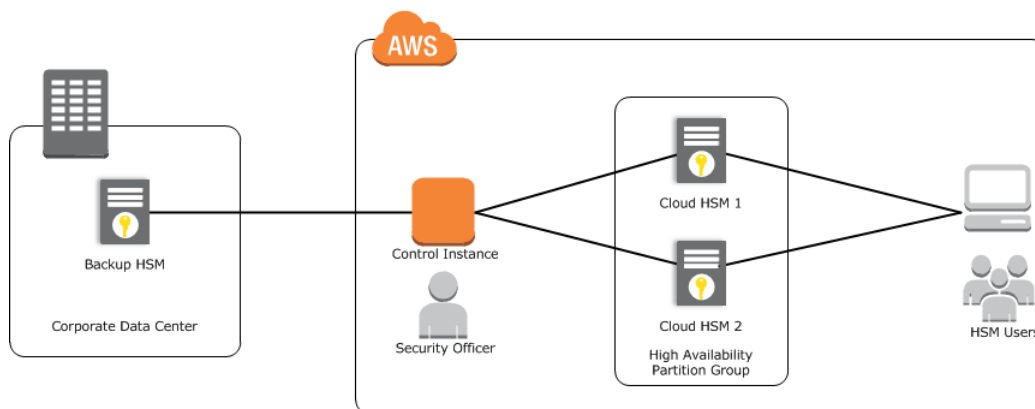 AWS
Cloud HSM 1
Backup HSM
Control Instance
Corporate Data Center
Security Officer
Cloud HSM 2
HSM Users
High Availability
Partition Group